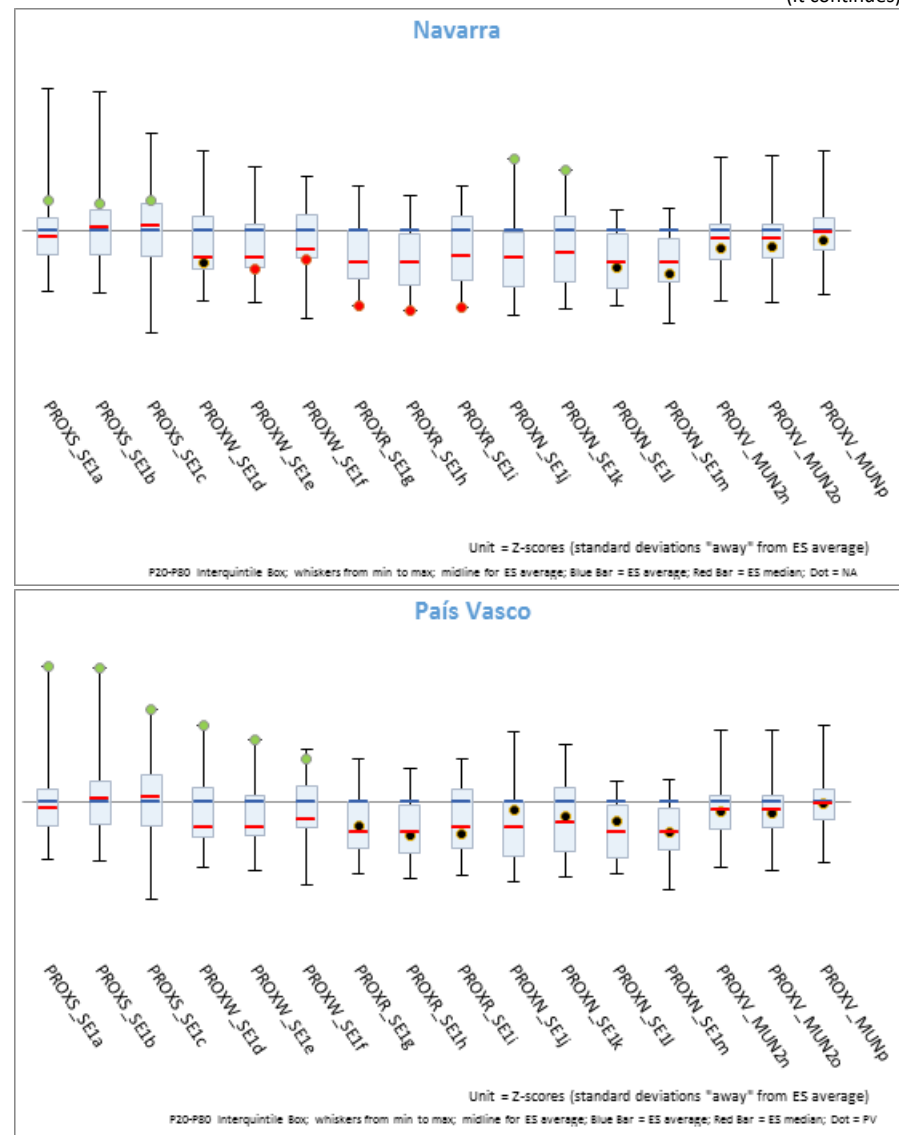 (It continues)
Navarra
PROXS_SE1a
PROXS_SE1b
PROXS_SE1c
PROXW_SE1d
PROXW_SE1e
PROXW_SE1f
PROXR_SE1g
PROXR_SE1h
PROXR_SE1i
PROXN_SE1j
PROXN_SE1k
PROXN_SE1l
PROXN_SE1m
PROXV_MUN2n
PROXV_MUN2o
PROXV_MUNp
Unit = Z-scores (standard deviations "away" from ES average)
P20-P80 Interquintile Box; whiskers from min to max; midline for ES average; Blue Bar = ES average; Red Bar = ES median; Dot = NA
País Vasco
PROXS_SE1a
PROXS_SE1b
PROXS_SE1c
PROXW_SE1d
PROXW_SE1e
PROXW_SE1f
PROXR_SE1g
PROXR_SE1h
PROXR_SE1i
PROXN_SE1j
PROXN_SE1k
PROXN_SE1l
PROXN_SE1m
PROXV_MUN2n
PROXV_MUN2o
PROXV_MUNp
Unit = Z-scores (standard deviations "away" from ES average)
P20-P80 Interquintile Box; whiskers from min to max; midline for ES average; Blue Bar = ES average; Red Bar = ES median; Dot = PV